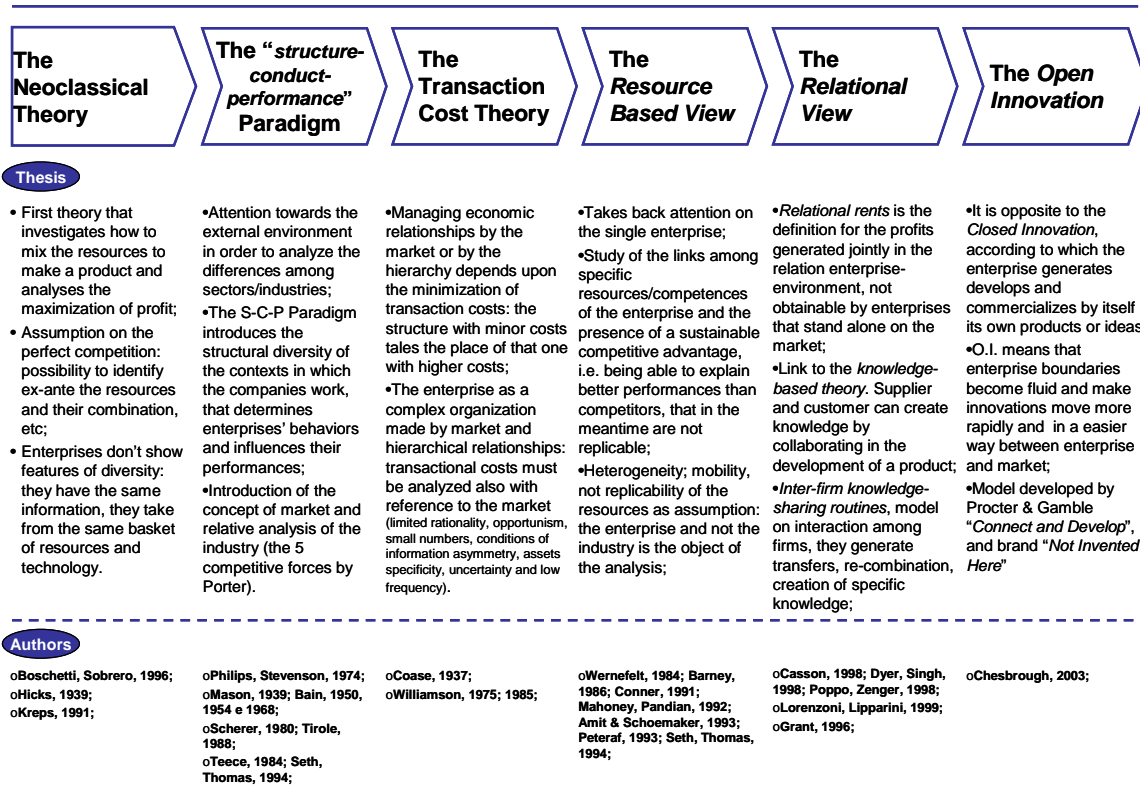 The
Neoclassical
Theory
The “structure-
conduct-
performance”
Paradigm
The
Transaction
Cost Theory
The
Resource
Based View
The
Relational
View
The Open
Innovation
Thesis
• First theory that
investigates how to
mix the resources to
make a product and
analyses the
maximization of profit;
• Assumption on the
perfect competition:
possibility to identify
ex-ante the resources
and their combination,
etc;
• Enterprises don’t show
features of diversity:
they have the same
information, they take
from the same basket
of resources and
technology.
•Attention towards the
external environment
in order to analyze the
differences among
sectors/industries;
•The S-C-P Paradigm
introduces the
structural diversity of
the contexts in which
the companies work,
that determines
enterprises’ behaviors
and influences their
performances;
•Introduction of the
concept of market and
relative analysis of the
industry (the 5
competitive forces by
Porter).
•Managing economic
relationships by the
market or by the
hierarchy depends upon
the minimization of
transaction costs: the
structure with minor costs
tales the place of that one
with higher costs;
•The enterprise as a
complex organization
made by market and
hierarchical relationships:
transactional costs must
be analyzed also with
reference to the market
(limited rationality, opportunism,
small numbers, conditions of
information asymmetry, assets
specificity, uncertainty and low
frequency).
•Takes back attention on
the single enterprise;
•Study of the links among
specific
resources/competences
of the enterprise and the
presence of a sustainable
competitive advantage,
i.e. being able to explain
better performances than
competitors, that in the
meantime are not
replicable;
•Heterogeneity; mobility,
not replicability of the
resources as assumption:
the enterprise and not the
industry is the object of
the analysis;
•Relational rents is the
definition for the profits
generated jointly in the
relation enterprise-
environment, not
obtainable by enterprises
that stand alone on the
market;
•Link to the knowledge-
based theory. Supplier
and customer can create
knowledge by
collaborating in the
development of a product;
•Inter-firm knowledge-
sharing routines, model
on interaction among
firms, they generate
transfers, re-combination,
creation of specific
knowledge;
•It is opposite to the
Closed Innovation,
according to which the
enterprise generates
develops and
commercializes by itself
its own products or ideas
•O.I. means that
enterprise boundaries
become fluid and make
innovations move more
rapidly and in a easier
way between enterprise
and market;
•Model developed by
Procter & Gamble
“Connect and Develop”,
and brand “Not Invented
Here”
Authors
oBoschetti, Sobrero, 1996;
oHicks, 1939;
oKreps, 1991;
oPhilips, Stevenson, 1974;
oMason, 1939; Bain, 1950,
1954 e 1968;
oScherer, 1980; Tirole,
1988;
oTeece, 1984; Seth,
Thomas, 1994;
oCoase, 1937;
oWilliamson, 1975; 1985;
oWernefelt, 1984; Barney,
1986; Conner, 1991;
Mahoney, Pandian, 1992;
Amit & Schoemaker, 1993;
Peteraf, 1993; Seth, Thomas,
1994;
oCasson, 1998; Dyer, Singh,
1998; Poppo, Zenger, 1998;
oLorenzoni, Lipparini, 1999;
oGrant, 1996;
oChesbrough, 2003;